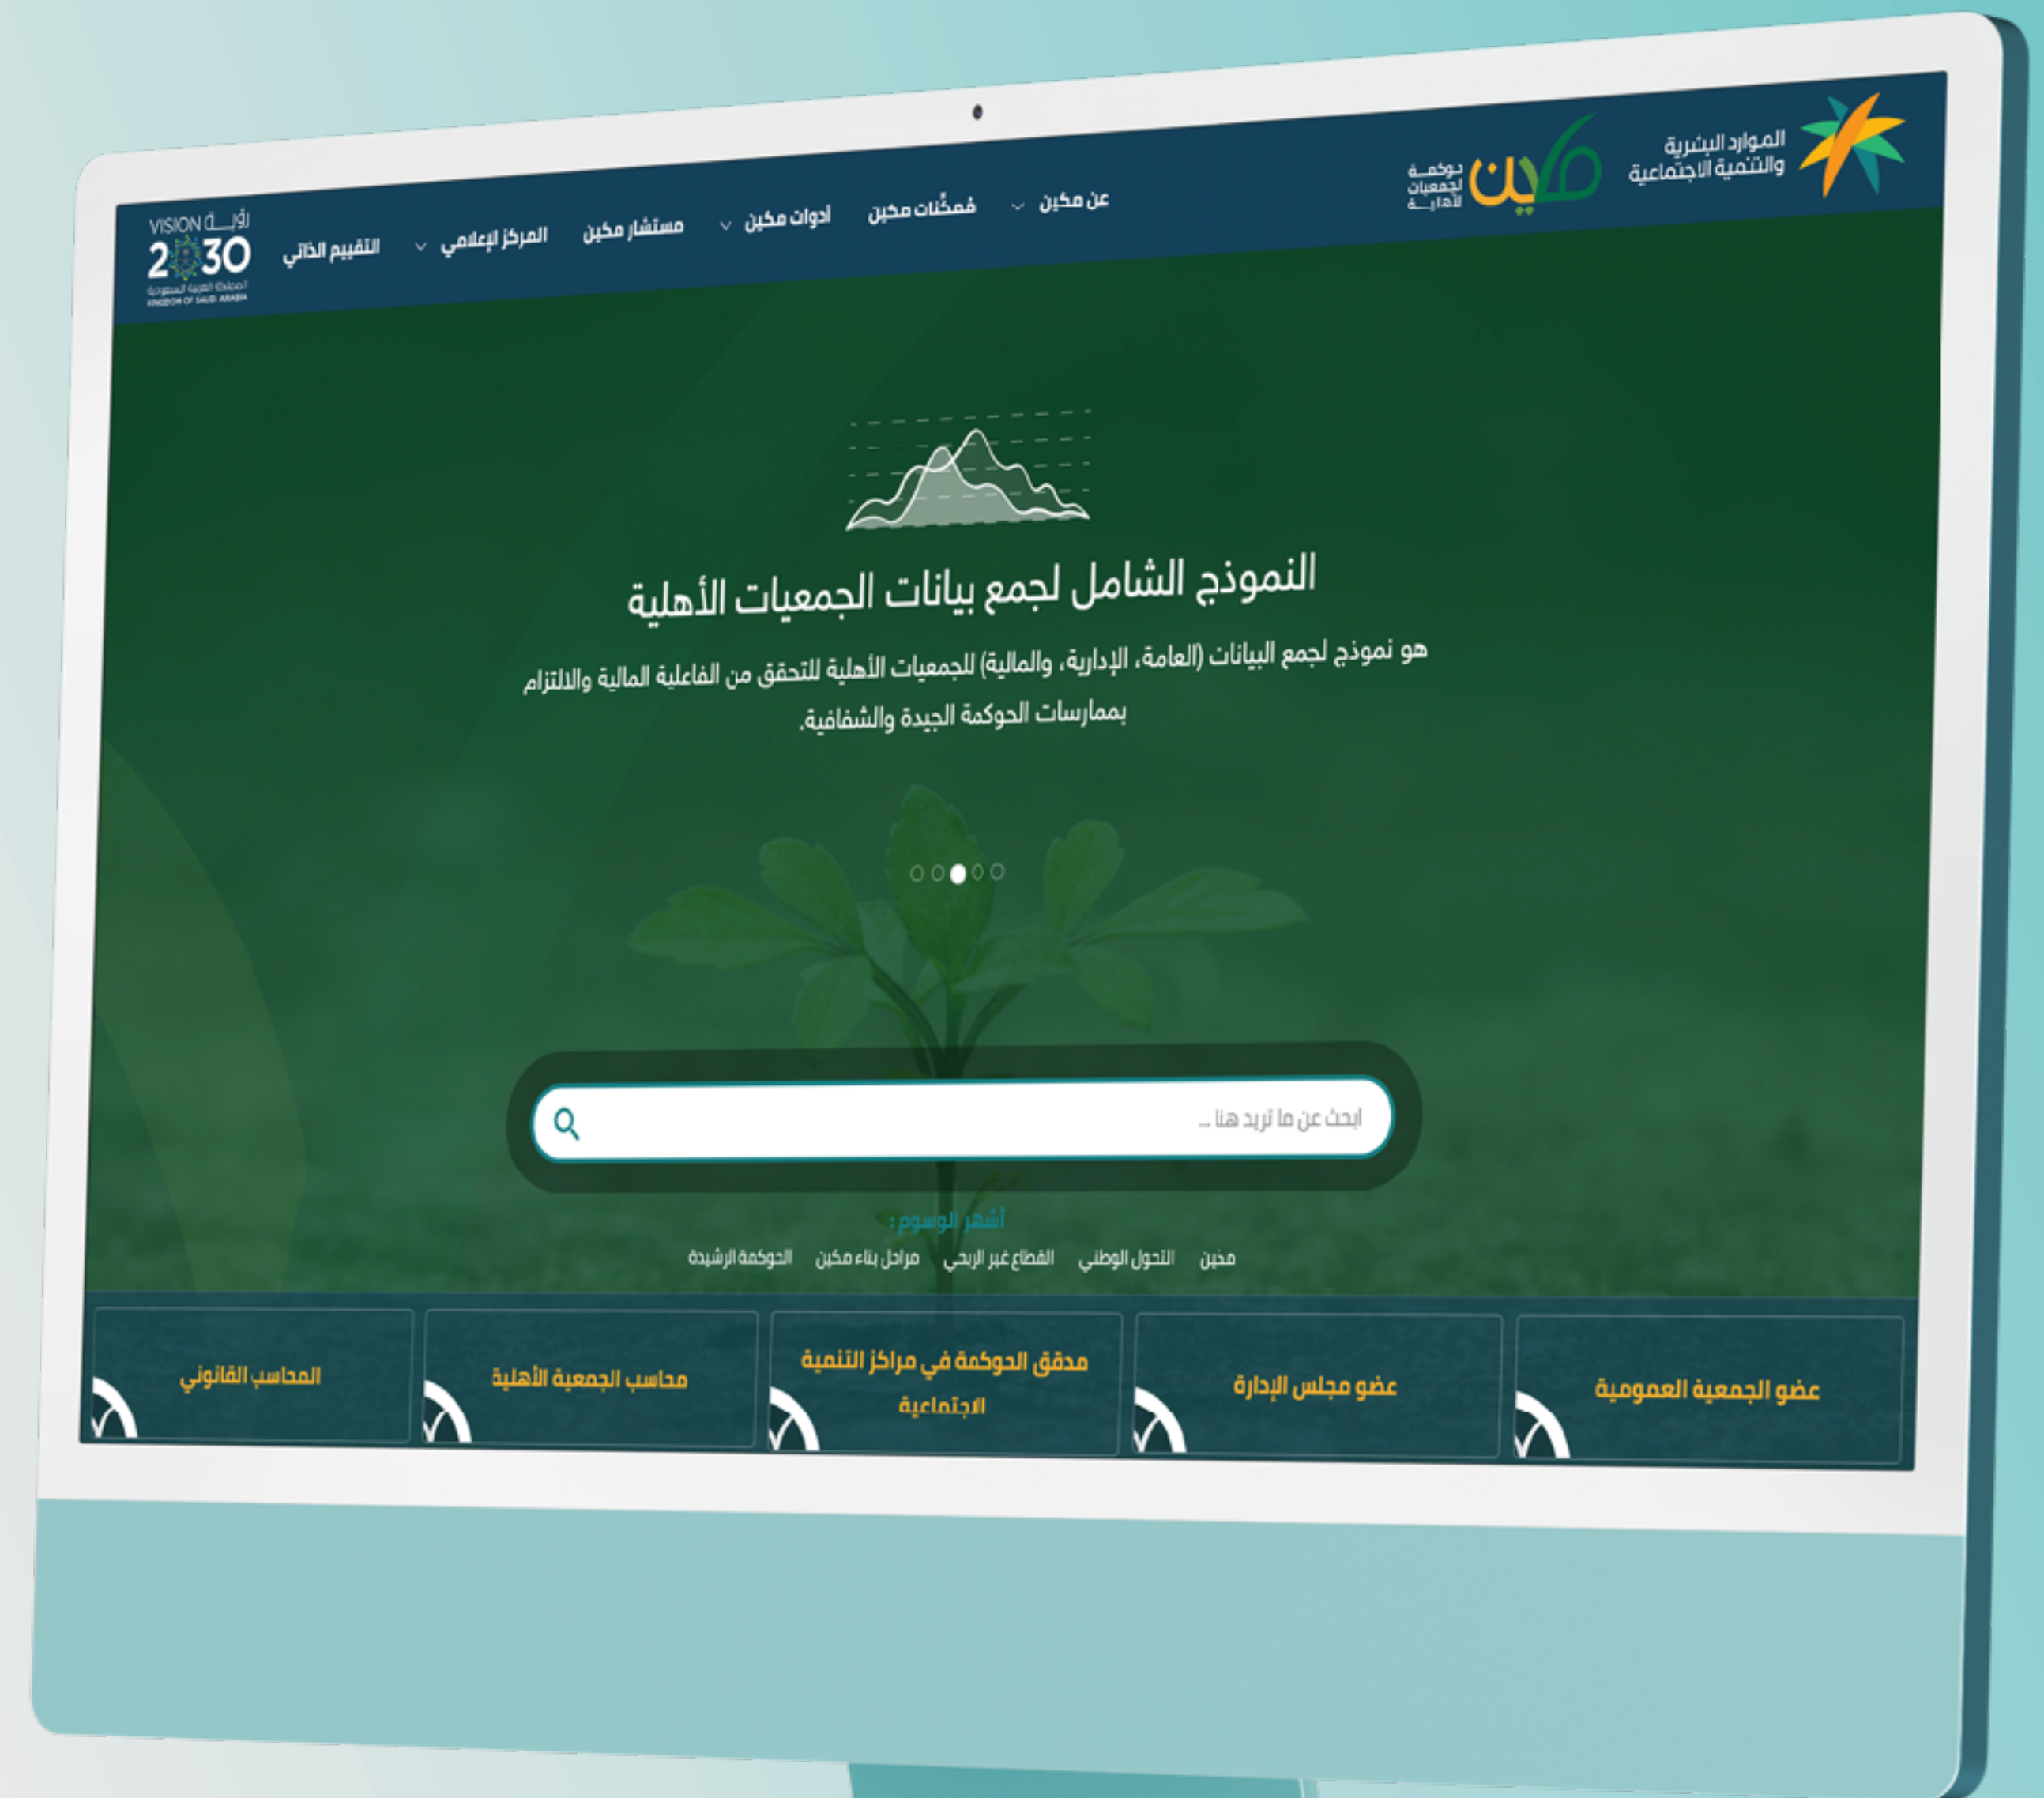 الموارد البشرية
والتنمية الاجتماعية
مكين
حوكمة
الجمعيات
الأهلية
عن مكين
مُمكِّنات مكين
أدوات مكين
مستشار مكين
المركز الإعلامي
التقييم الذاتي
VISION رؤية
2030
المملكة العربية السعودية
KINGDOM OF SAUDI ARABIA
النموذج الشامل لجمع بيانات الجمعيات الأهلية
هو نموذج لجمع البيانات (العامة، الإدارية، والمالية) للجمعيات الأهلية للتحقق من الفاعلية المالية والالتزام
بممارسات الحوكمة الجيدة والشفافية.
ابحث عن ما تريد هنا ...
أشهر الوسوم :
مكين التحول الوطني القطاع غير الربحي مراحل بناء مكين الحوكمة الرشيدة
عضو الجمعية العمومية
عضو مجلس الإدارة
مدقق الحوكمة في مراكز التنمية
الاجتماعية
محاسب الجمعية الأهلية
المحاسب القانوني